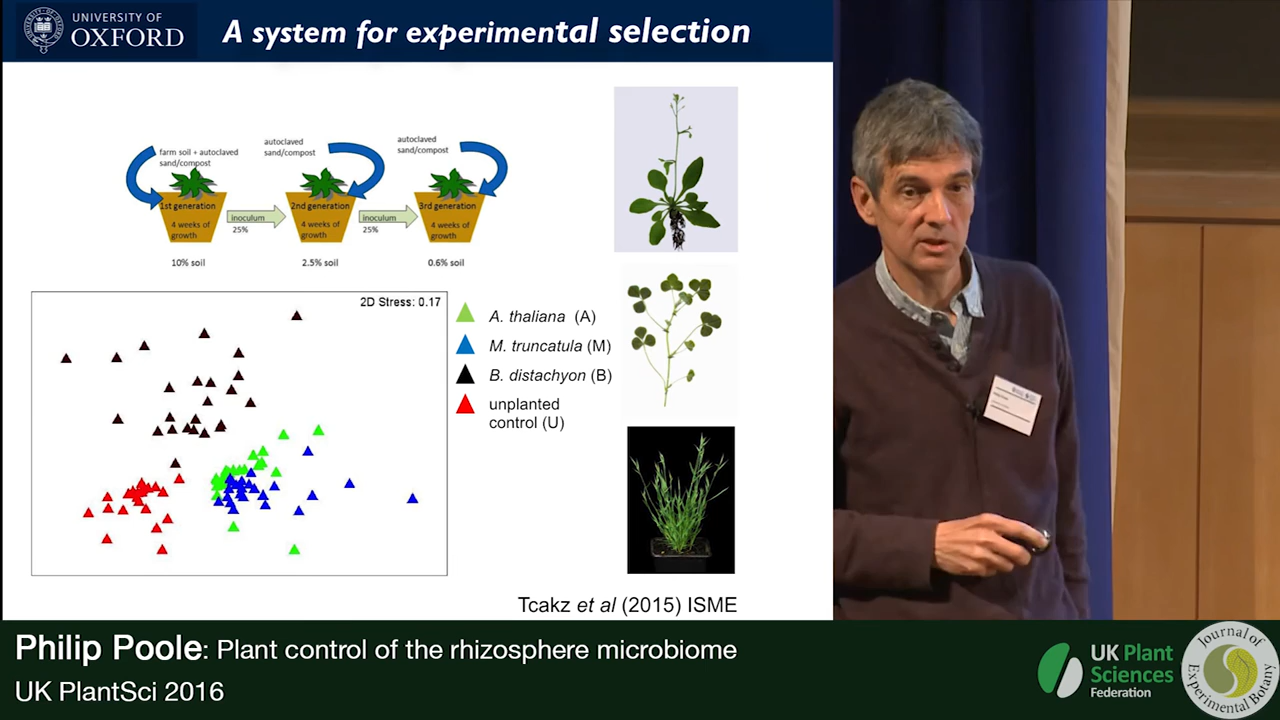 UNIVERSITY OF
OXFORD
A system for experimental selection
farm soil + autoclaved
sand/compost
autoclaved
sand/compost
autoclaved
sand/compost
1st generation
4 weeks of
growth
inoculum
25%
2nd generation
4 weeks of
growth
inoculum
25%
3rd generation
4 weeks of
growth
10% soil
2.5% soil
0.6% soil
2D Stress: 0.17
A. thaliana (A)
M. truncatula (M)
B. distachyon (B)
unplanted
control (U)
Tcakz et al (2015) ISME
Philip Poole: Plant control of the rhizosphere microbiome
UK PlantSci 2016
UK Plant
Sciences
Federation
Journal of
Experimental Botany